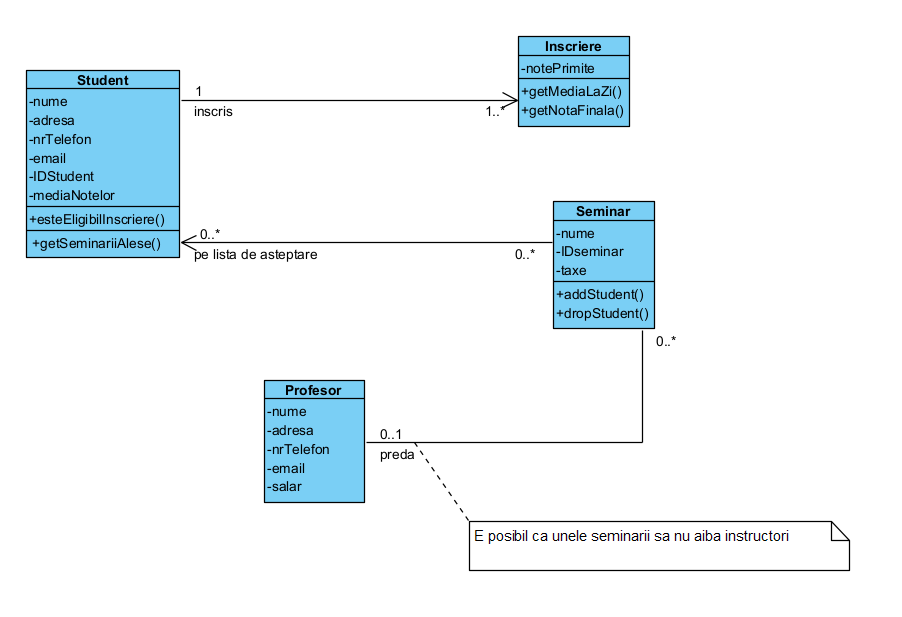 Student
-nume
-adresa
-nrTelefon
-email
-IDStudent
-mediaNotelor
+esteEligibilInscriere()
+getSeminariiAlese()
1
inscris
1..*
Inscriere
-notePrimite
+getMediaLaZi()
+getNotaFinala()
0..*
pe lista de asteptare
0..*
Seminar
-nume
-IDseminar
-taxe
+addStudent()
+dropStudent()
0..*
Profesor
-nume
-adresa
-nrTelefon
-email
-salar
0..1
preda
E posibil ca unele seminarii sa nu aiba instructori